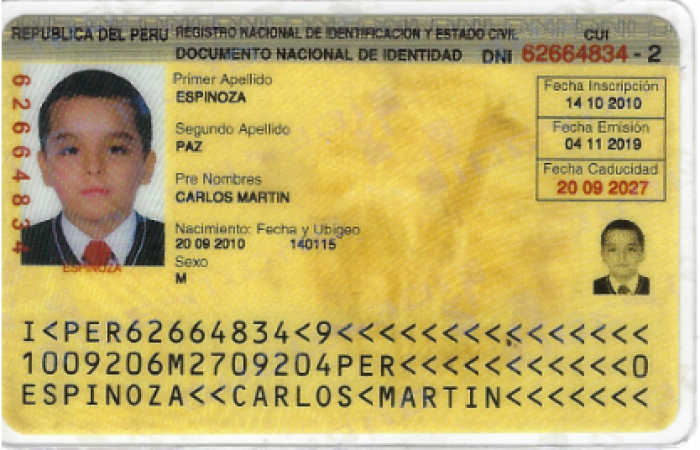 REPUBLICA DEL PERU REGISTRO NACIONAL DE IDENTIFICACION Y ESTADO CIVIL CUI
DOCUMENTO NACIONAL DE IDENTIDAD DNI 62664834 - 2
62664834
Primer Apellido
ESPINOZA
Segundo Apellido
PAZ
Pre Nombres
CARLOS MARTIN
Nacimiento: Fecha y Ubigeo
20 09 2010 140115
Sexo
M
Fecha Inscripción
14 10 2010
Fecha Emisión
04 11 2019
Fecha Caducidad
20 09 2027
ESPINOZA
I<PER62664834<9<<<<<<<<<<<<<<<
1009206M2709204PER<<<<<<<<<<<0
ESPINOZA<<CARLOS<MARTIN<<<<<<<